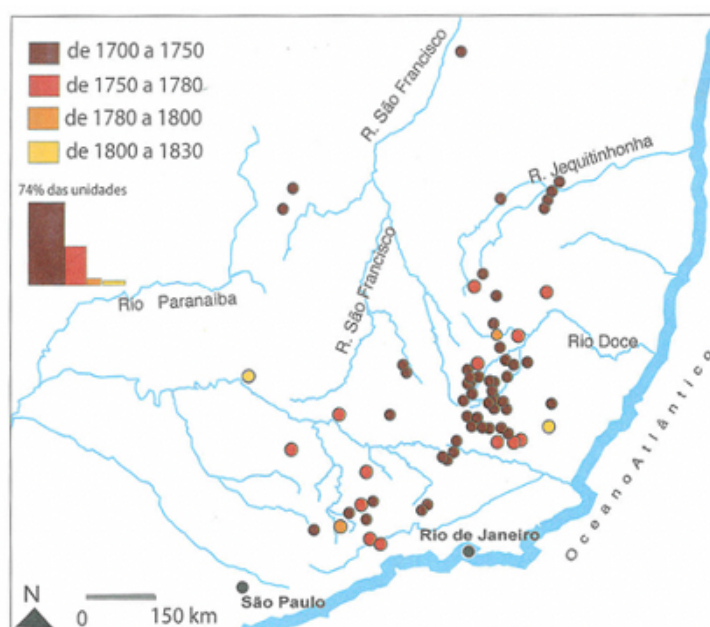 de 1700 a 1750
de 1750 a 1780
de 1780 a 1800
de 1800 a 1830
74% das unidades
R. São Francisco
R. Jequitinhonha
Rio Paranaiba
R. São Francisco
Rio Doce
Oceano Atlântico
Rio de Janeiro
São Paulo
N
0 150 km